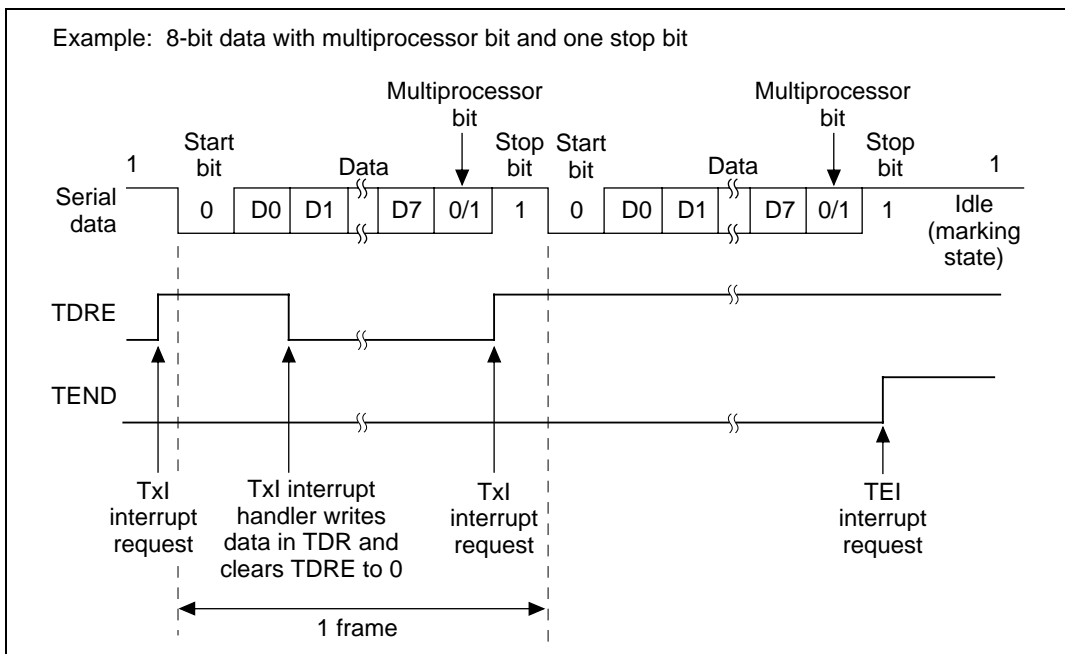 Example: 8-bit data with multiprocessor bit and one stop bit
Multiprocessor
bit
Multiprocessor
bit
1
Start
bit
Data
Stop
bit
Start
bit
Data
Stop
bit
1
Serial
data
0
D0
D1
D7
0/1
1
0
D0
D1
D7
0/1
1
Idle
(marking
state)
TDRE
TEND
TxI
interrupt
request
TxI interrupt
handler writes
data in TDR and
clears TDRE to 0
TxI
interrupt
request
TEI
interrupt
request
1 frame